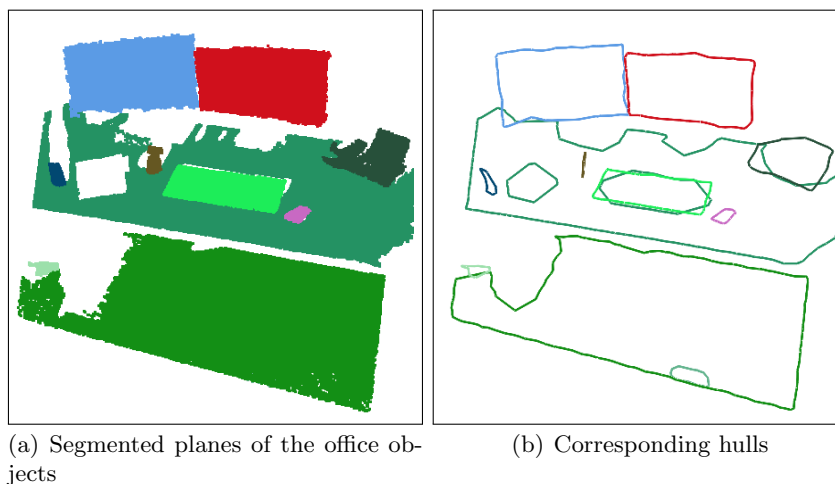 (a) Segmented planes of the office ob-
jects
(b) Corresponding hulls